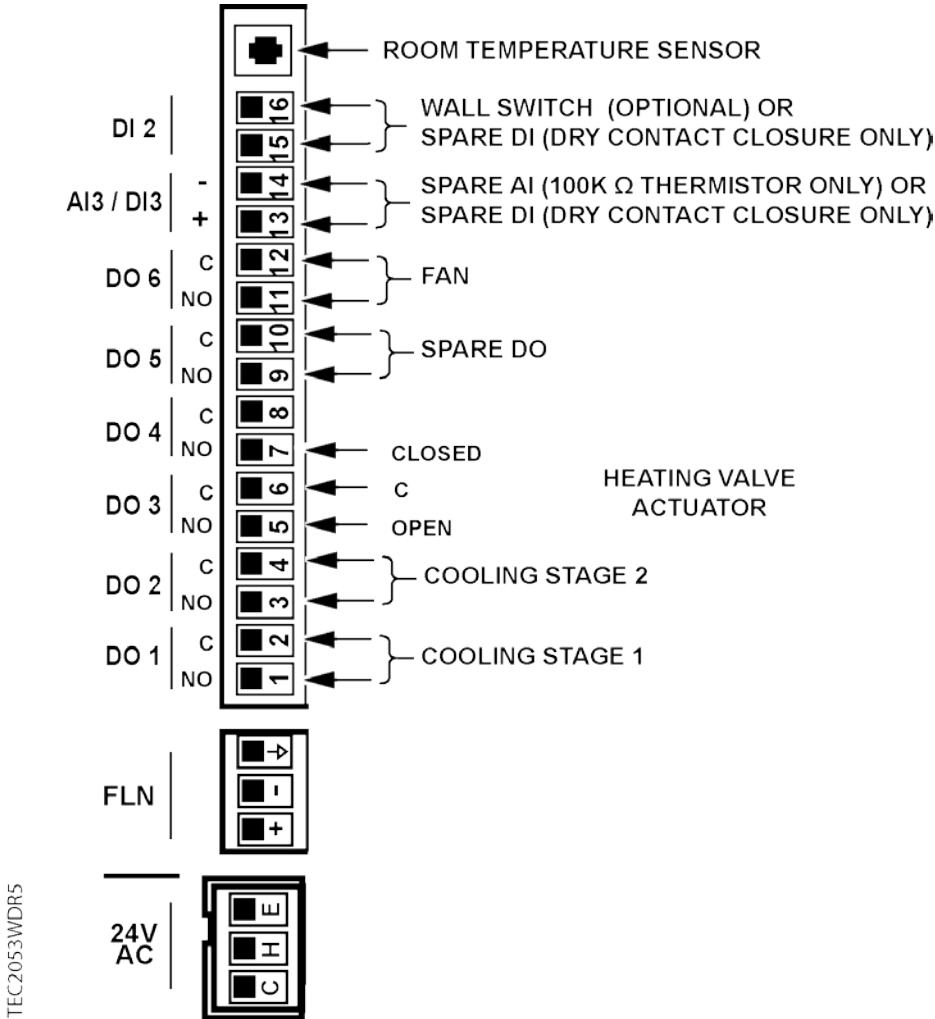 ROOM TEMPERATURE SENSOR
DI 2
16
15
WALL SWITCH (OPTIONAL) OR
SPARE DI (DRY CONTACT CLOSURE ONLY)
AI3 / DI3
-
+
14
13
SPARE AI (100K Ω THERMISTOR ONLY) OR
SPARE DI (DRY CONTACT CLOSURE ONLY)
DO 6
C
NO
12
11
FAN
DO 5
C
NO
10
9
SPARE DO
DO 4
C
NO
8
7
CLOSED
DO 3
C
NO
6
5
C
OPEN
HEATING VALVE
ACTUATOR
DO 2
C
NO
4
3
COOLING STAGE 2
DO 1
C
NO
2
1
COOLING STAGE 1
FLN
-
+
24V
AC
E
H
C
TEC2053WDR5